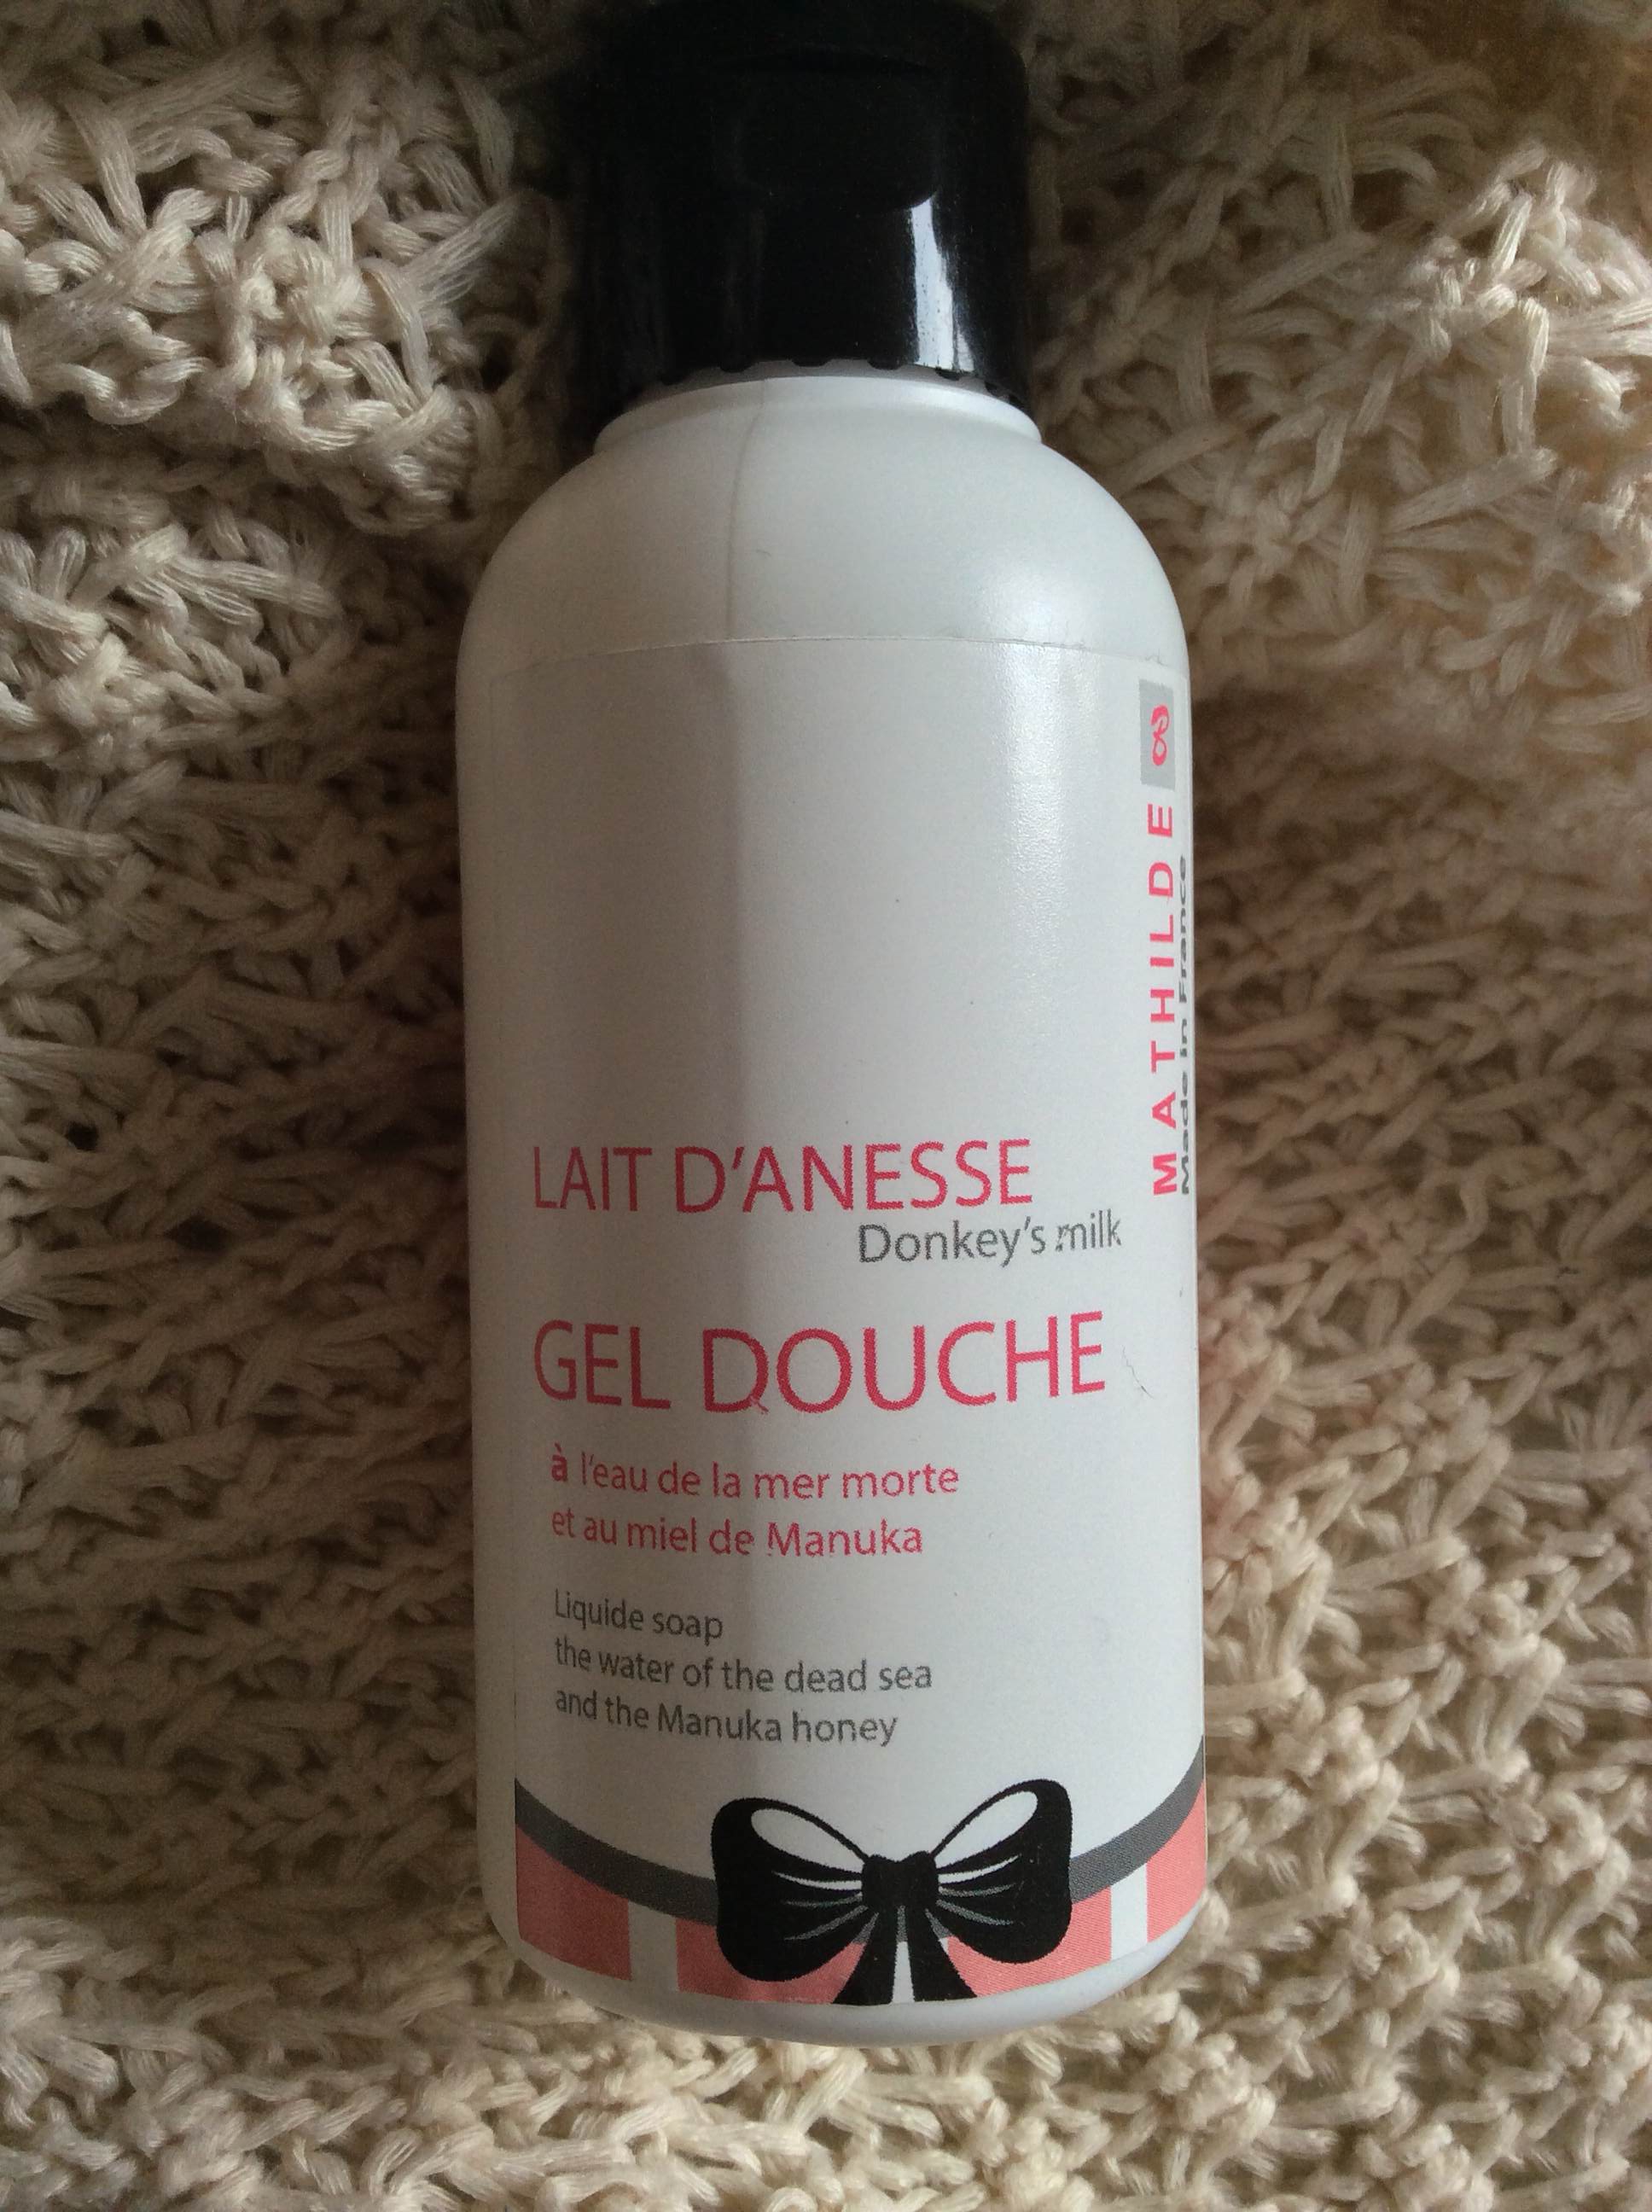 MATHILDE
Made in France
LAIT D'ANESSE
Donkey's milk
GEL DOUCHE
à l'eau de la mer morte
et au miel de Manuka
Liquide soap
the water of the dead sea
and the Manuka honey